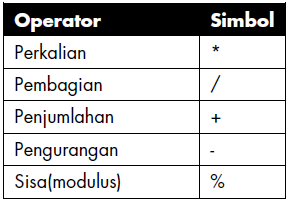 Operator Simbol
Perkalian *
Pembagian /
Penjumlahan +
Pengurangan -
Sisa(modulus) %